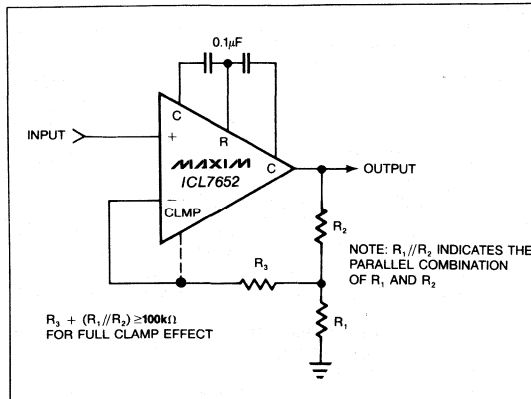 0.1µF
C
R
C
INPUT
+
MAXIM
ICL7652
−
CLMP
OUTPUT
R2
R3
NOTE: R1//R2 INDICATES THE
PARALLEL COMBINATION
OF R1 AND R2
R1
R3 + (R1//R2) ≥100kΩ
FOR FULL CLAMP EFFECT